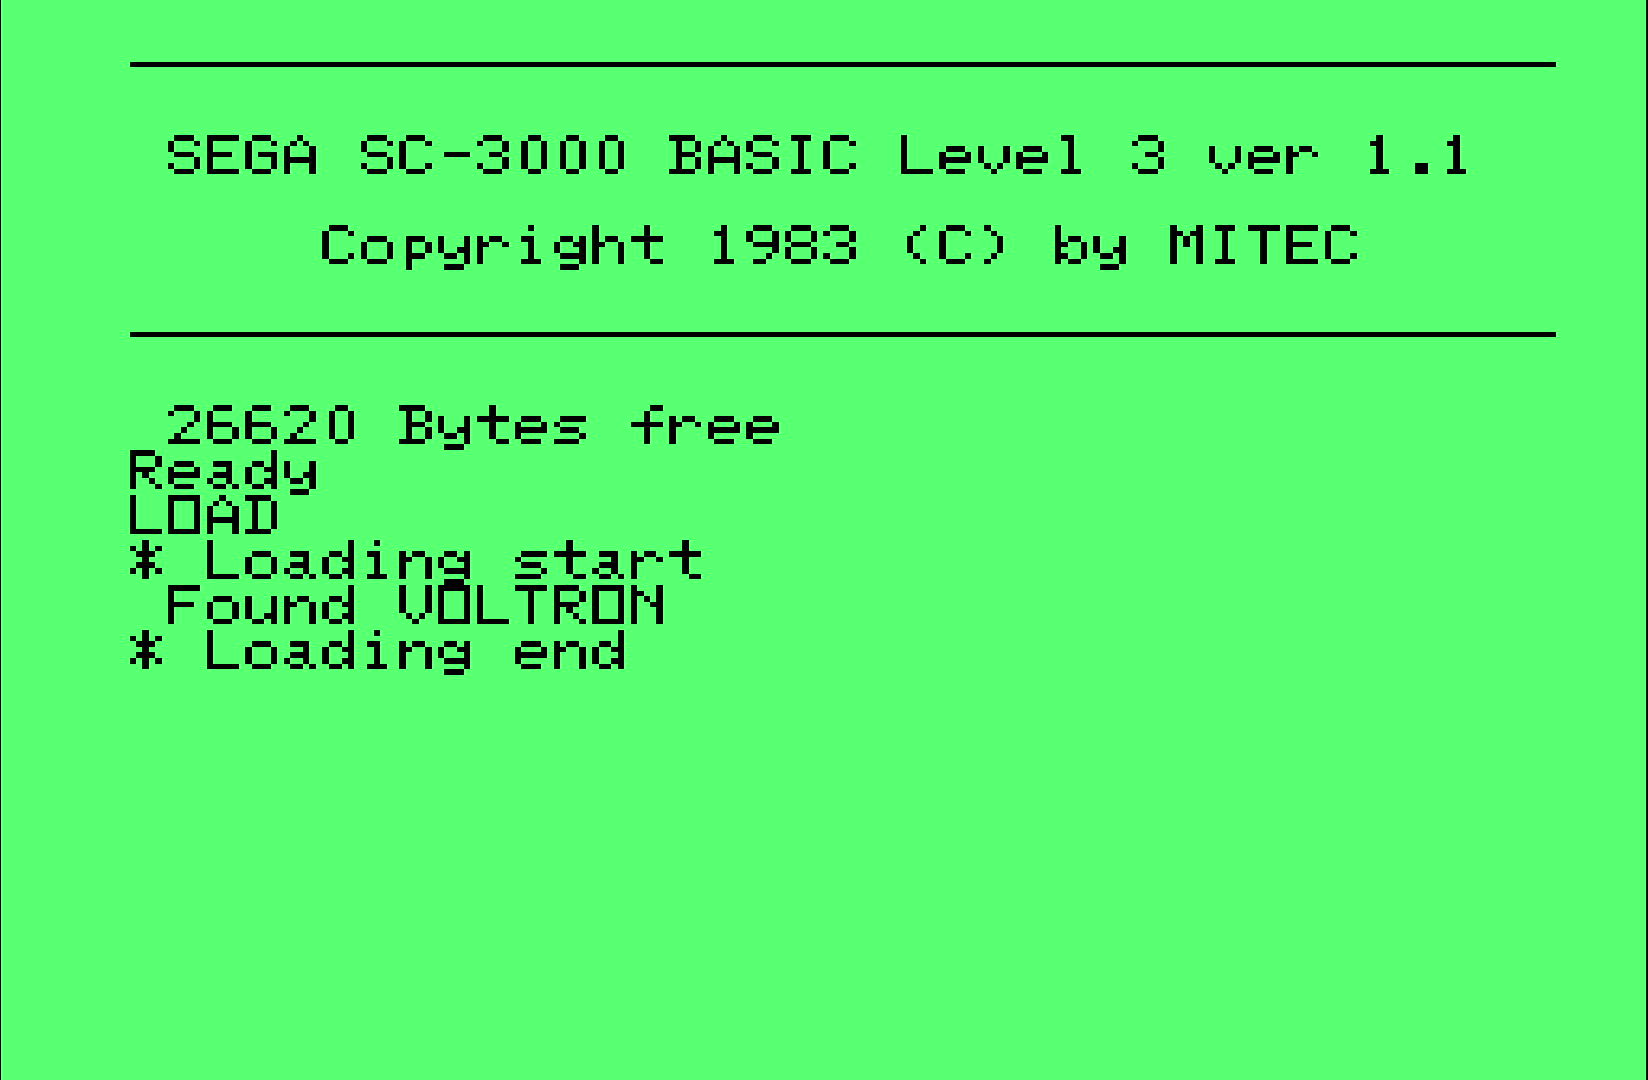 SEGA SC-3000 BASIC Level 3 ver 1.1
Copyright 1983 (C) by MITEC
26620 Bytes free
Ready
LOAD
* Loading start
Found VOLTRON
* Loading end